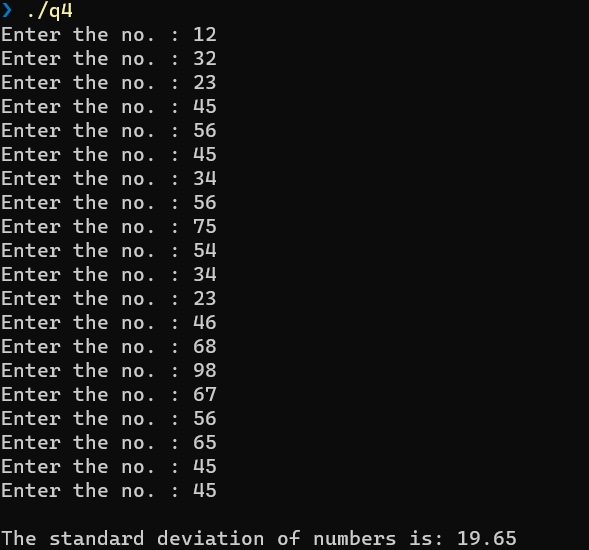 ❯ ./q4
Enter the no. : 12
Enter the no. : 32
Enter the no. : 23
Enter the no. : 45
Enter the no. : 56
Enter the no. : 45
Enter the no. : 34
Enter the no. : 56
Enter the no. : 75
Enter the no. : 54
Enter the no. : 34
Enter the no. : 23
Enter the no. : 46
Enter the no. : 68
Enter the no. : 98
Enter the no. : 67
Enter the no. : 56
Enter the no. : 65
Enter the no. : 45
Enter the no. : 45
The standard deviation of numbers is: 19.65